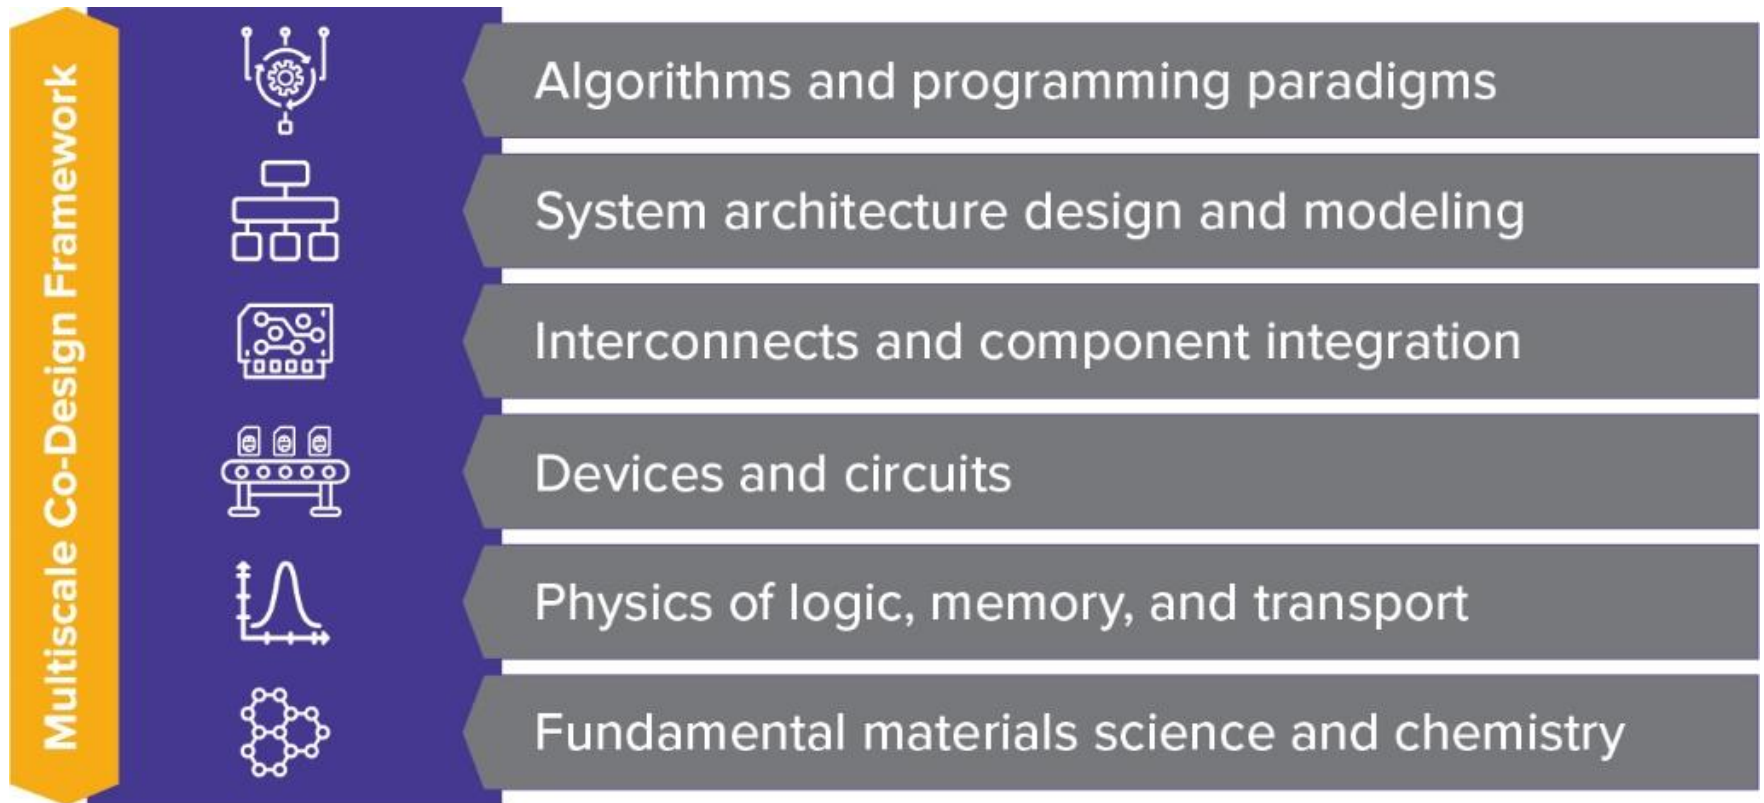 Multiscale Co-Design Framework
Algorithms and programming paradigms
System architecture design and modeling
Interconnects and component integration
Devices and circuits
Physics of logic, memory, and transport
Fundamental materials science and chemistry